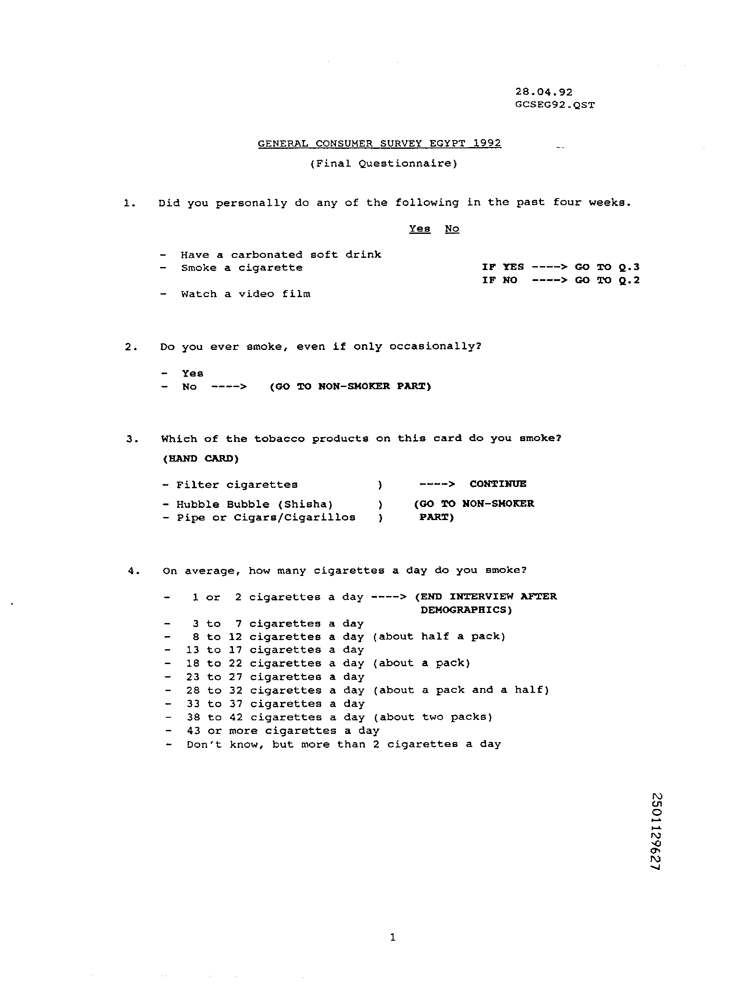 28.04.92
GCSEG92.QST
GENERAL CONSUMER SURVEY EGYPT 1992
(Final Questionnaire)
1. Did you personally do any of the following in the past four weeks.
Yes No
- Have a carbonated soft drink
- Smoke a cigarette IF YES ----> GO TO Q.3
IF NO ----> GO TO Q.2
- Watch a video film
2. Do you ever smoke, even if only occasionally?
- Yes
- No ----> (GO TO NON-SMOKER PART)
3. Which of the tobacco products on this card do you smoke?
(HAND CARD)
- Filter cigarettes ) ----> CONTINUE
- Hubble Bubble (Shisha) ) (GO TO NON-SMOKER
- Pipe or Cigars/Cigarillos ) PART)
4. On average, how many cigarettes a day do you smoke?
- 1 or 2 cigarettes a day ----> (END INTERVIEW AFTER
DEMOGRAPHICS)
- 3 to 7 cigarettes a day
- 8 to 12 cigarettes a day (about half a pack)
- 13 to 17 cigarettes a day
- 18 to 22 cigarettes a day (about a pack)
- 23 to 27 cigarettes a day
- 28 to 32 cigarettes a day (about a pack and a half)
- 33 to 37 cigarettes a day
- 38 to 42 cigarettes a day (about two packs)
- 43 or more cigarettes a day
- Don't know, but more than 2 cigarettes a day
2501129627
1